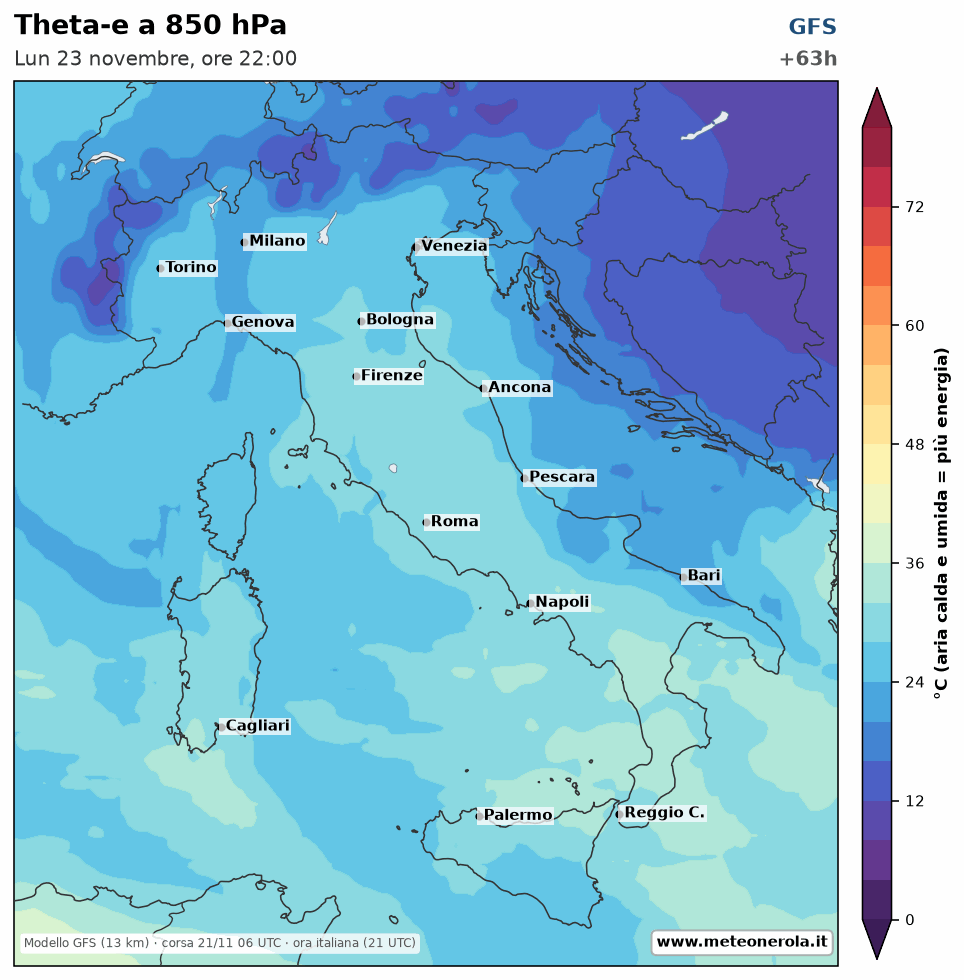 Theta-e a 850 hPa
GFS
Lun 23 novembre, ore 22:00
+63h
Milano
Venezia
Torino
Genova
Bologna
Firenze
Ancona
Pescara
Roma
Bari
Napoli
Cagliari
Palermo
Reggio C.
72
60
48
36
24
12
0
°C (aria calda e umida = più energia)
Modello GFS (13 km) · corsa 21/11 06 UTC · ora italiana (21 UTC)
www.meteonerola.it